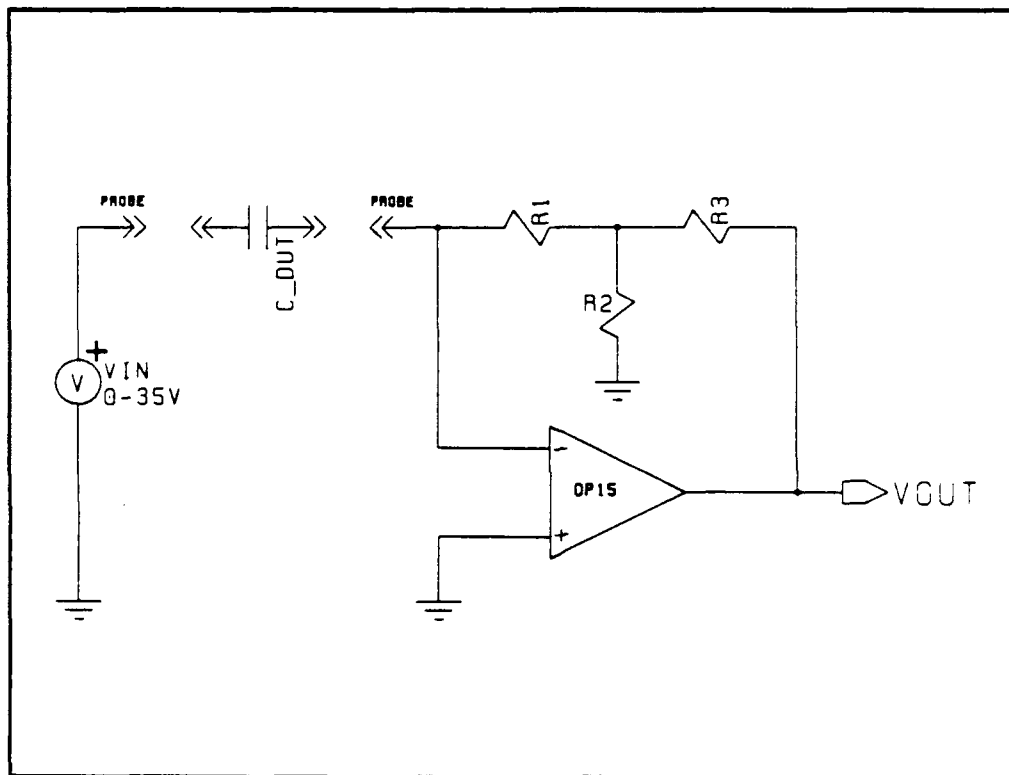 PROBE
PROBE
C_DUT
R1
R3
R2
+
V
VIN
0-35V
-
OP15
+
VOUT